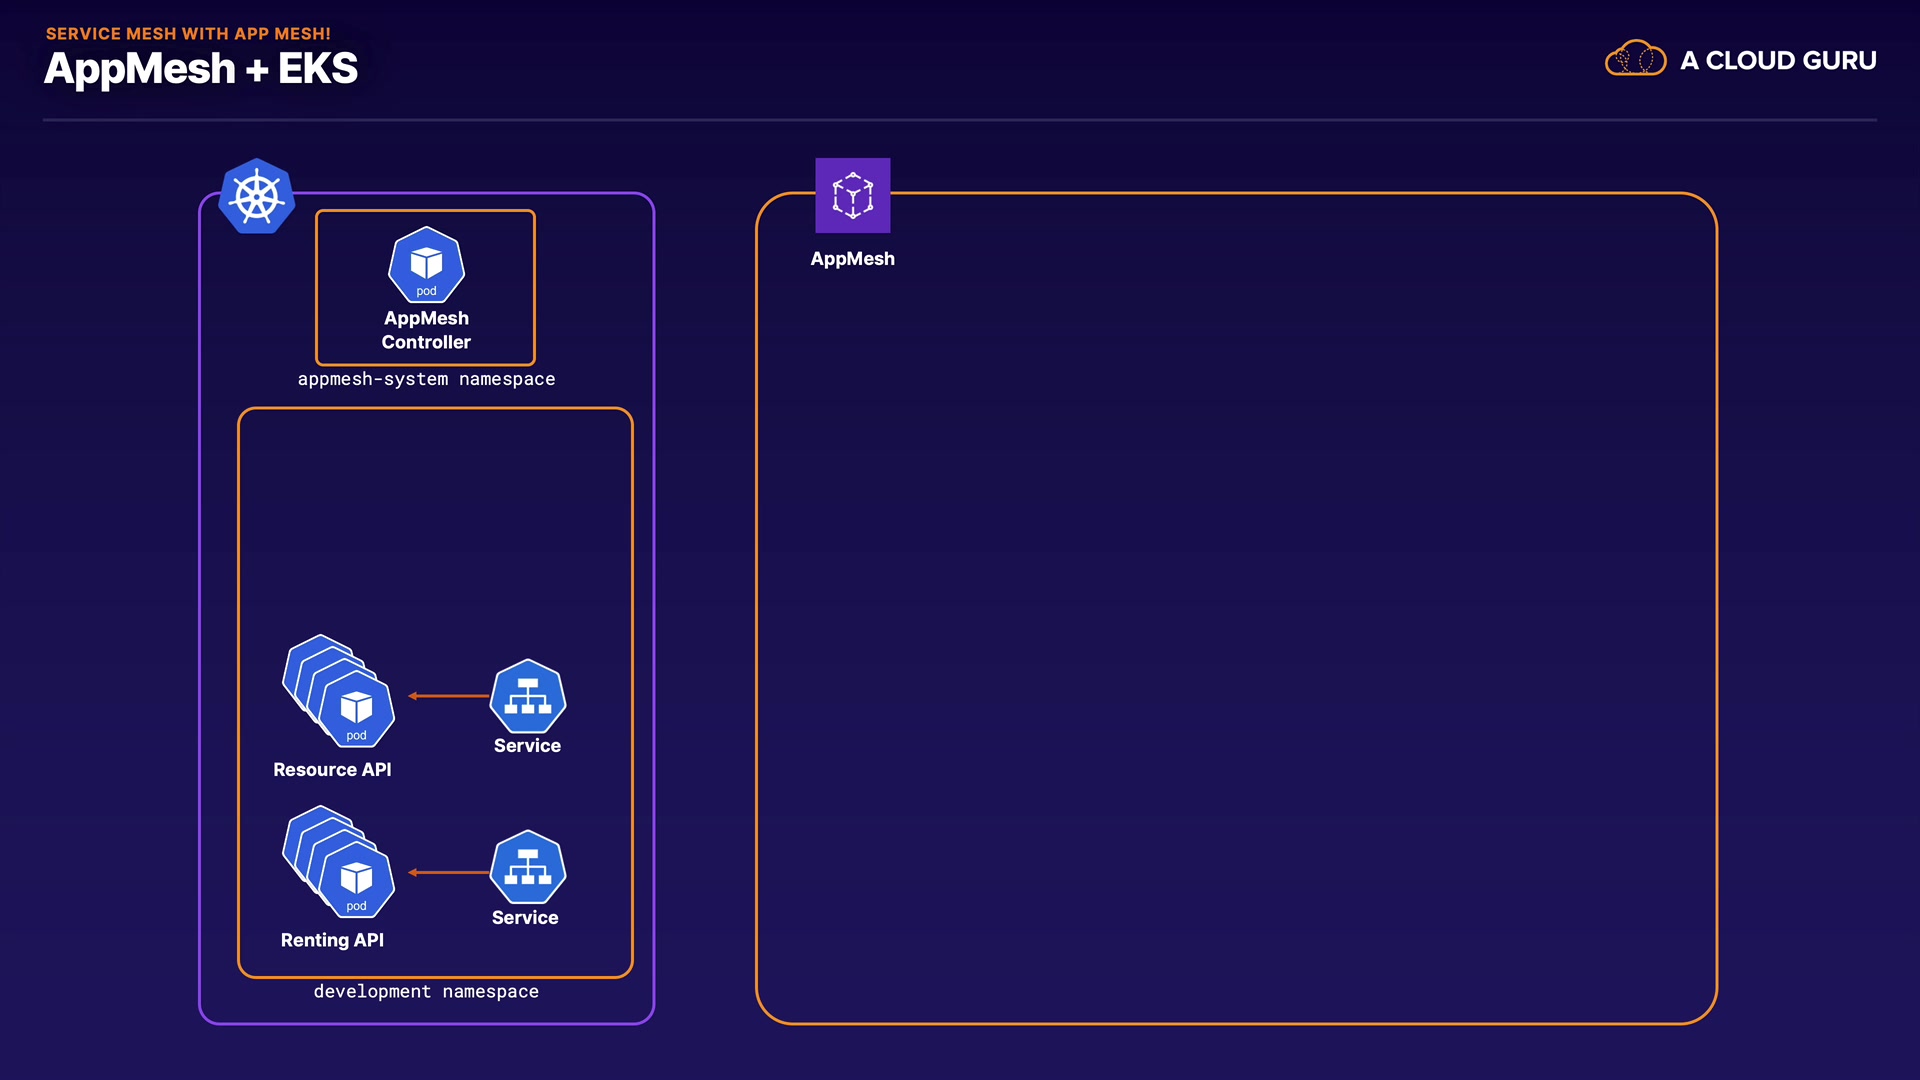 SERVICE MESH WITH APP MESH!
AppMesh + EKS
A CLOUD GURU
pod
AppMesh
Controller
appmesh-system namespace
pod
Resource API
Service
pod
Renting API
Service
development namespace
AppMesh